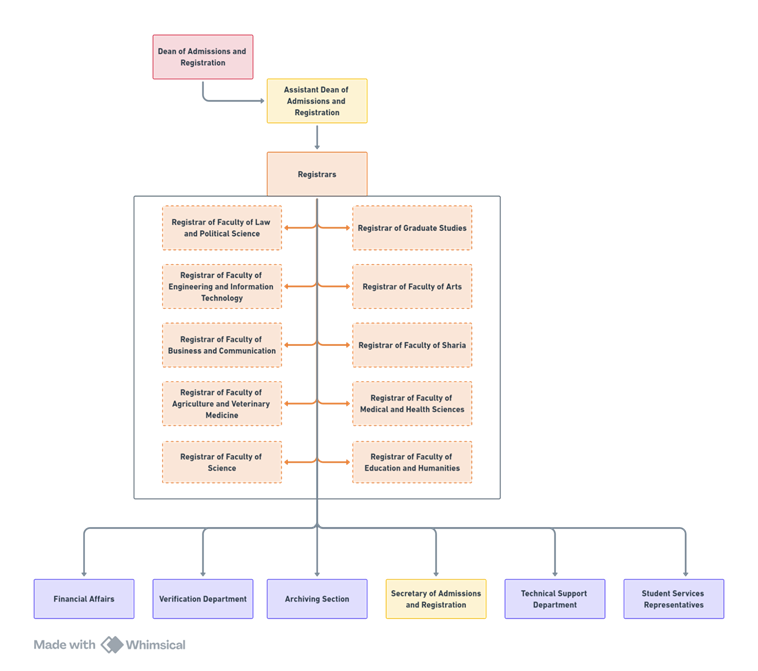 Dean of Admissions and
Registration
Assistant Dean of
Admissions and
Registration
Registrars
Registrar of Faculty of Law
and Political Science
Registrar of Graduate Studies
Registrar of Faculty of
Engineering and Information
Technology
Registrar of Faculty of Arts
Registrar of Faculty of
Business and Communication
Registrar of Faculty of Sharia
Registrar of Faculty of
Agriculture and Veterinary
Medicine
Registrar of Faculty of
Medical and Health Sciences
Registrar of Faculty of
Science
Registrar of Faculty of
Education and Humanities
Financial Affairs
Verification Department
Archiving Section
Secretary of Admissions
and Registration
Technical Support
Department
Student Services
Representatives
Made with Whimsical